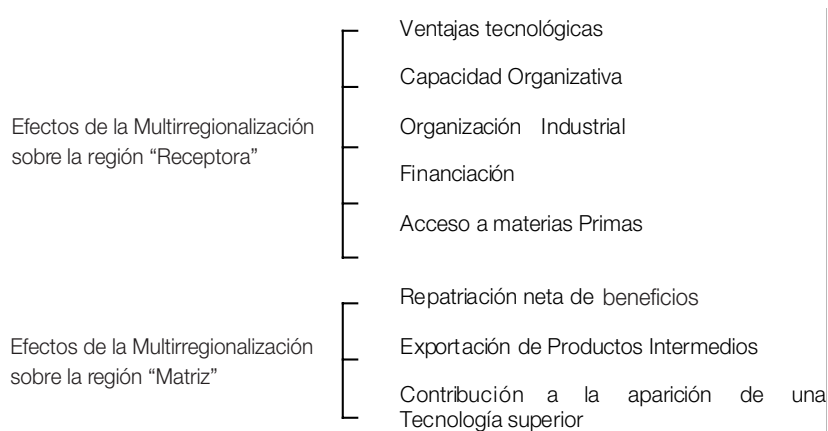 Efectos de la Multirregionalización
sobre la región “Receptora”
Ventajas tecnológicas
Capacidad Organizativa
Organización Industrial
Financiación
Acceso a materias Primas
Efectos de la Multirregionalización
sobre la región “Matriz”
Repatriación neta de beneficios
Exportación de Productos Intermedios
Contribución a la aparición de una
Tecnología superior